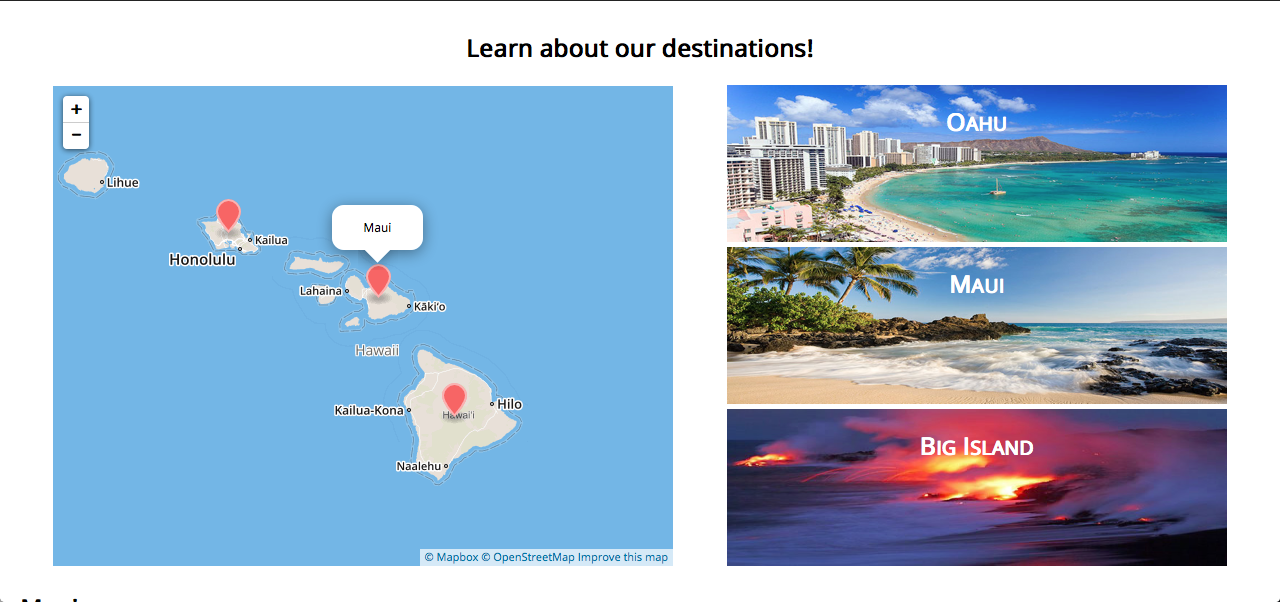 Learn about our destinations!
+
−
Lihue
Kailua
Honolulu
Maui
Lahaina
Kāki'o
Hawaii
Kailua-Kona
Hawai'i
Hilo
Naalehu
© Mapbox © OpenStreetMap Improve this map
Oahu
Maui
Big Island